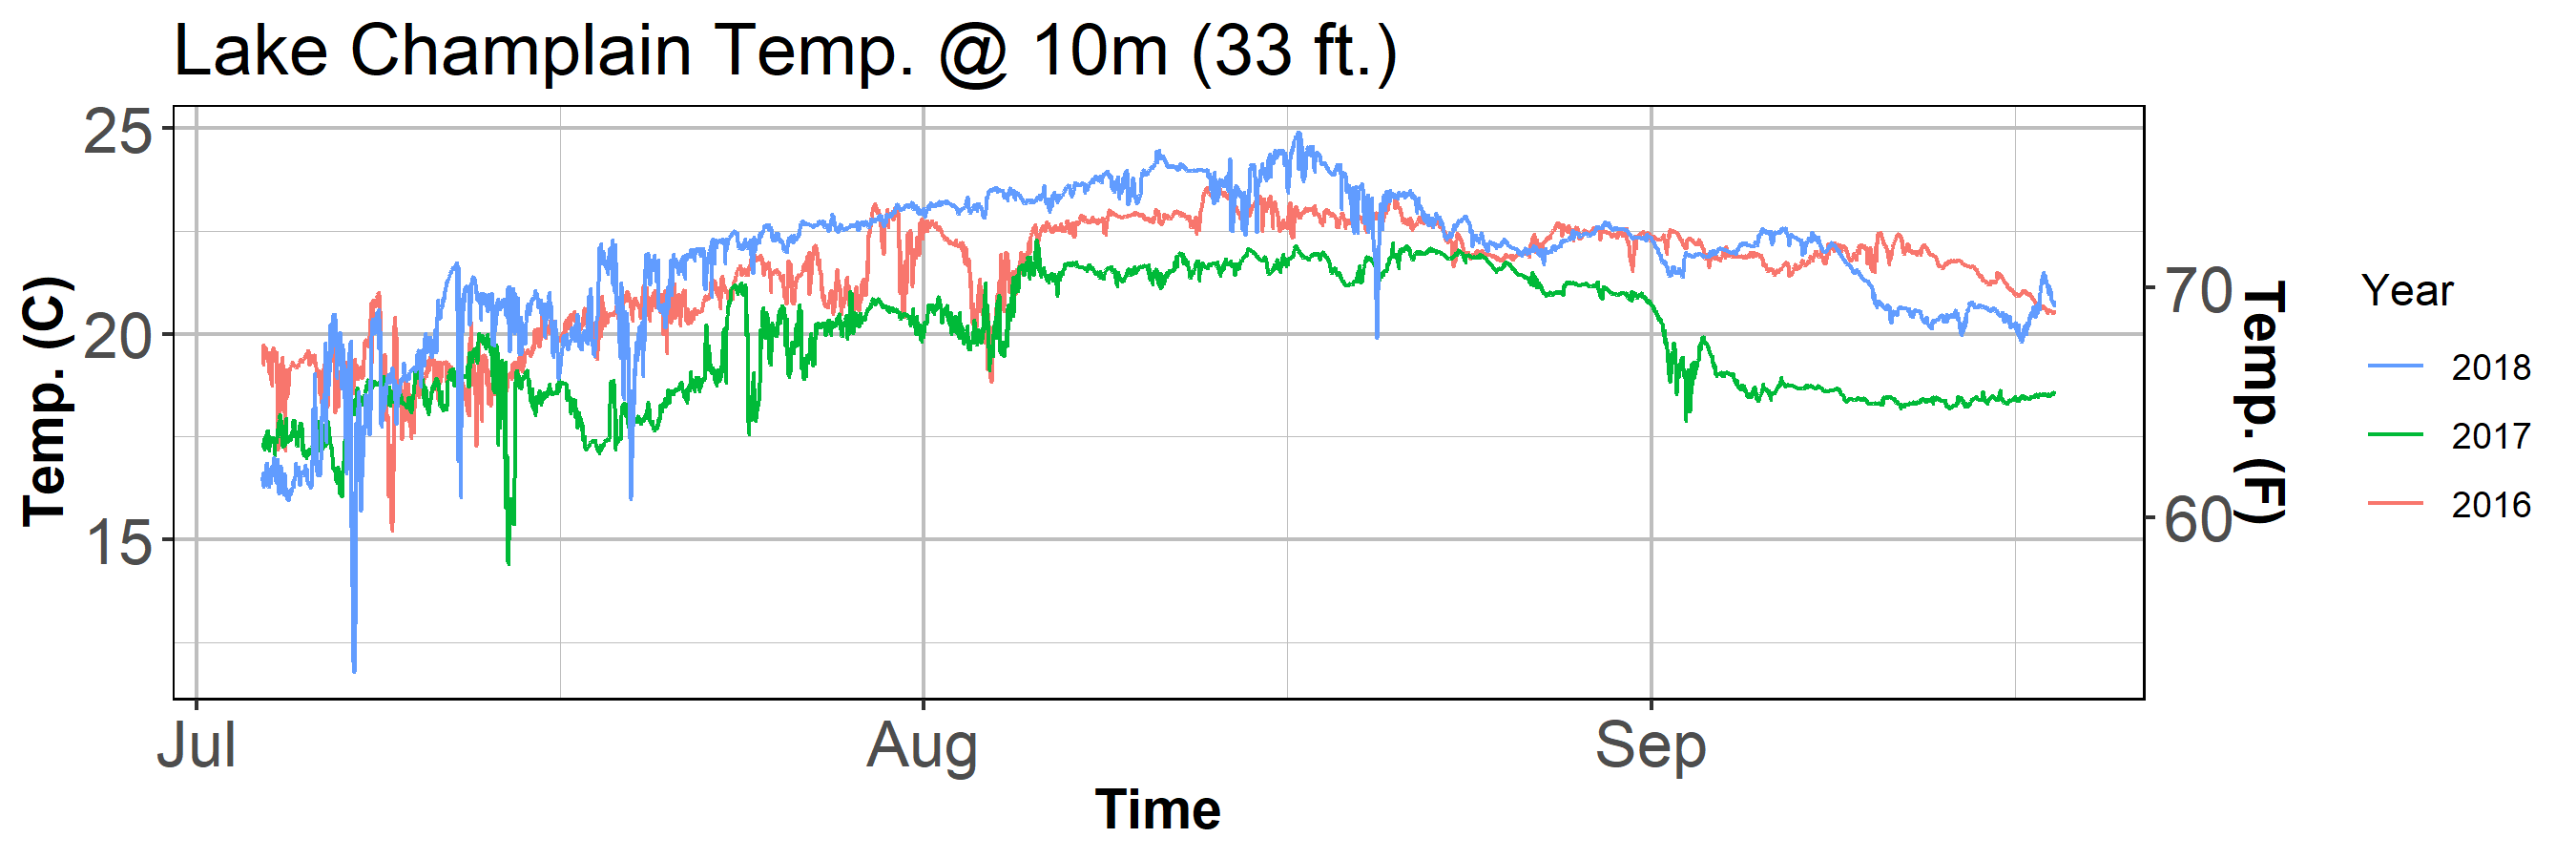 Lake Champlain Temp. @ 10m (33 ft.)
25
20
15
Temp. (C)
70
60
Temp. (F)
Jul
Aug
Sep
Time
Year
2018
2017
2016